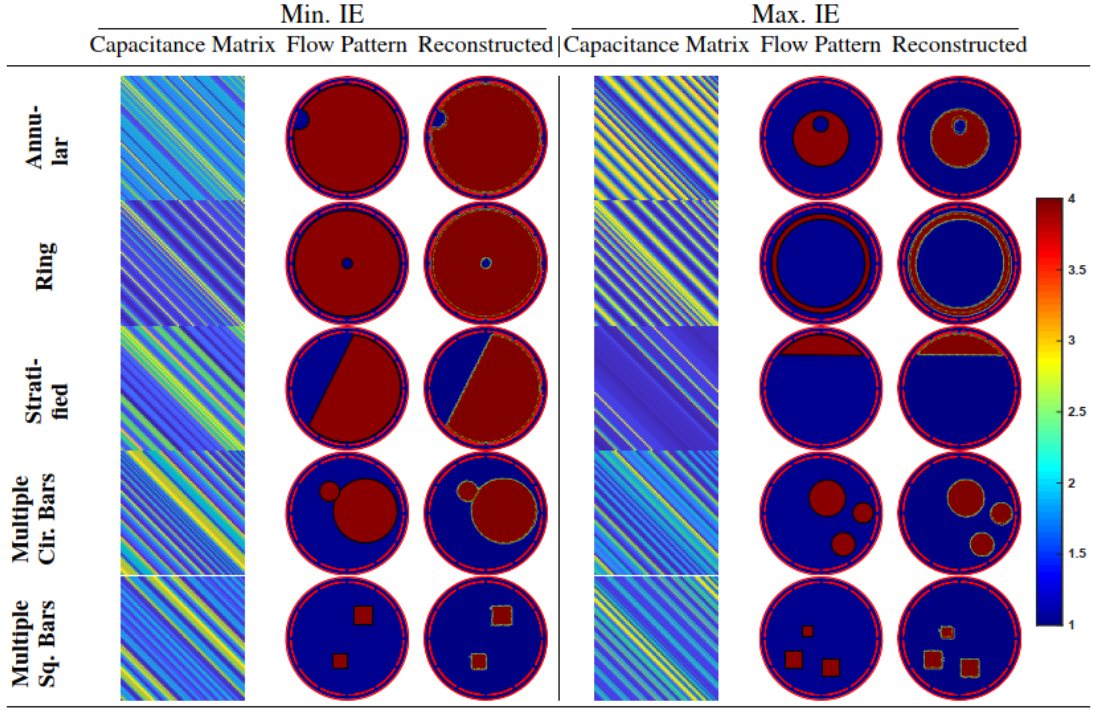 Min. IE Max. IE
Capacitance Matrix Flow Pattern Reconstructed Capacitance Matrix Flow Pattern Reconstructed
Annu-
lar
Ring
Strati-
fied
Multiple
Cir. Bars
Multiple
Sq. Bars
4
3.5
3
2.5
2
1.5
1